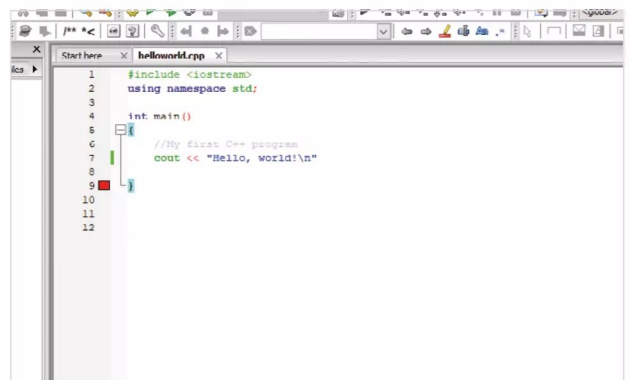 <global>
/** *<
Start here X helloworld.cpp X
1 #include <iostream>
2 using namespace std;
3
4 int main()
5 {
6 //My first C++ program
7 cout << "Hello, world!\n"
8
9 }
10
11
12